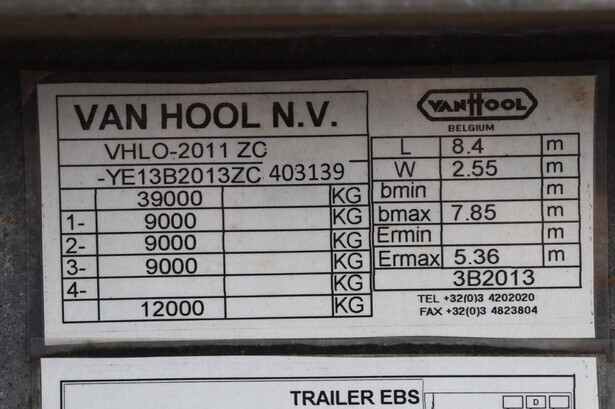 VAN HOOL N.V.
VHLO-2011 ZC
-YE13B2013ZC 403139
39000 KG
1- 9000 KG
2- 9000 KG
3- 9000 KG
4- KG
12000 KG
VANHOOL
BELGIUM
L 8.4 m
W 2.55 m
bmin m
bmax 7.85 m
Ermin m
Ermax 5.36 m
3B2013
TEL +32(0)3 4202020
FAX +32(0)3 4823804
TRAILER EBS
D